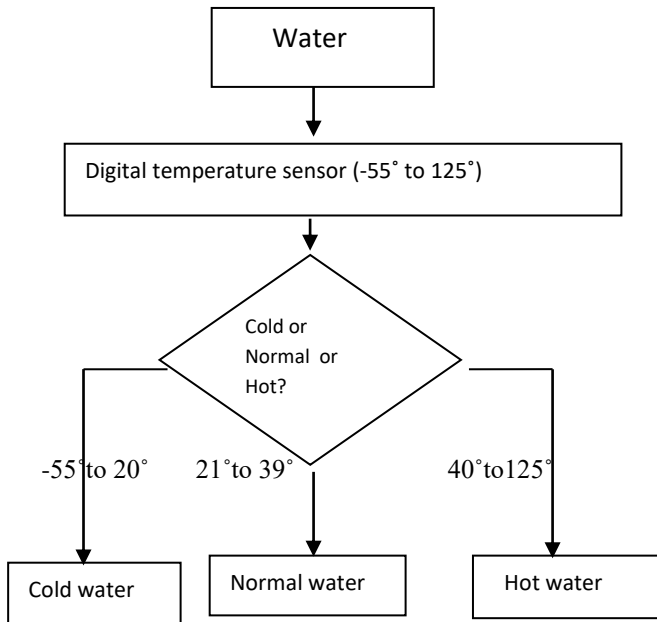 Water
Digital temperature sensor (-55˚ to 125˚)
Cold or
Normal or
Hot?
-55˚to 20˚
21˚to 39˚
40˚to125˚
Cold water
Normal water
Hot water